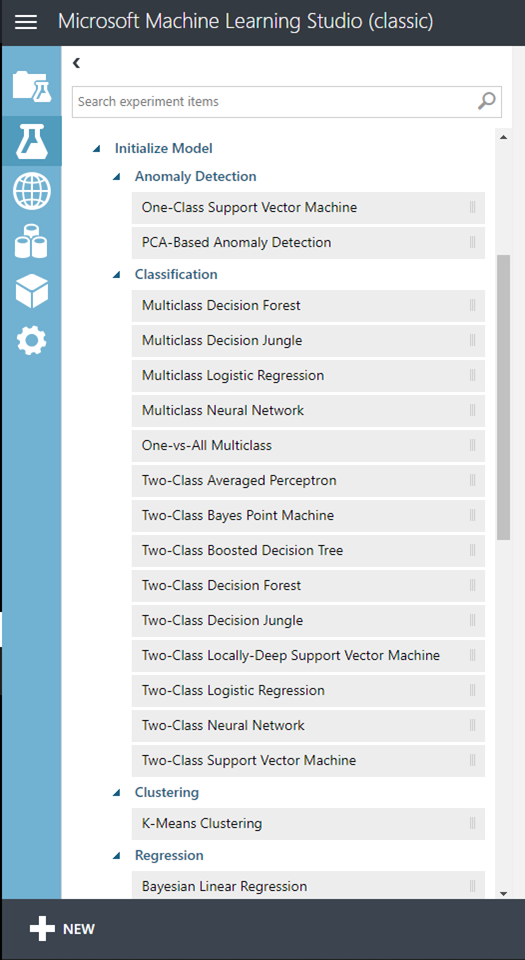 Microsoft Machine Learning Studio (classic)
Search experiment items
Initialize Model
Anomaly Detection
One-Class Support Vector Machine
PCA-Based Anomaly Detection
Classification
Multiclass Decision Forest
Multiclass Decision Jungle
Multiclass Logistic Regression
Multiclass Neural Network
One-vs-All Multiclass
Two-Class Averaged Perceptron
Two-Class Bayes Point Machine
Two-Class Boosted Decision Tree
Two-Class Decision Forest
Two-Class Decision Jungle
Two-Class Locally-Deep Support Vector Machine
Two-Class Logistic Regression
Two-Class Neural Network
Two-Class Support Vector Machine
Clustering
K-Means Clustering
Regression
Bayesian Linear Regression
NEW